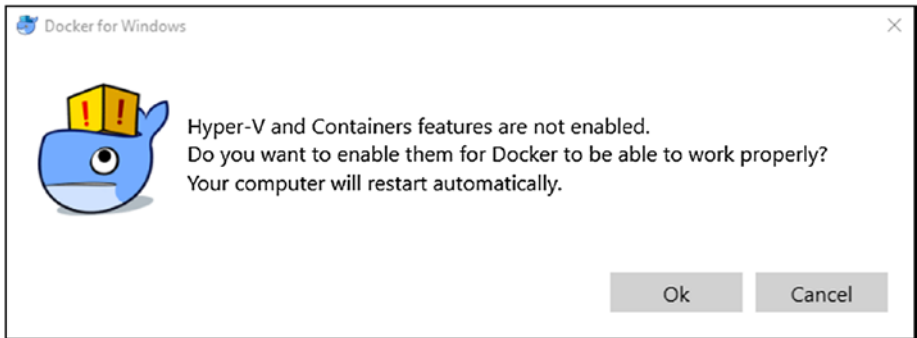 Docker for Windows
Hyper-V and Containers features are not enabled.
Do you want to enable them for Docker to be able to work properly?
Your computer will restart automatically.
Ok
Cancel